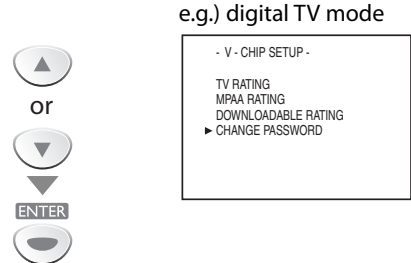 e.g.) digital TV mode
or
ENTER
- V - CHIP SETUP -
TV RATING
MPAA RATING
DOWNLOADABLE RATING
CHANGE PASSWORD